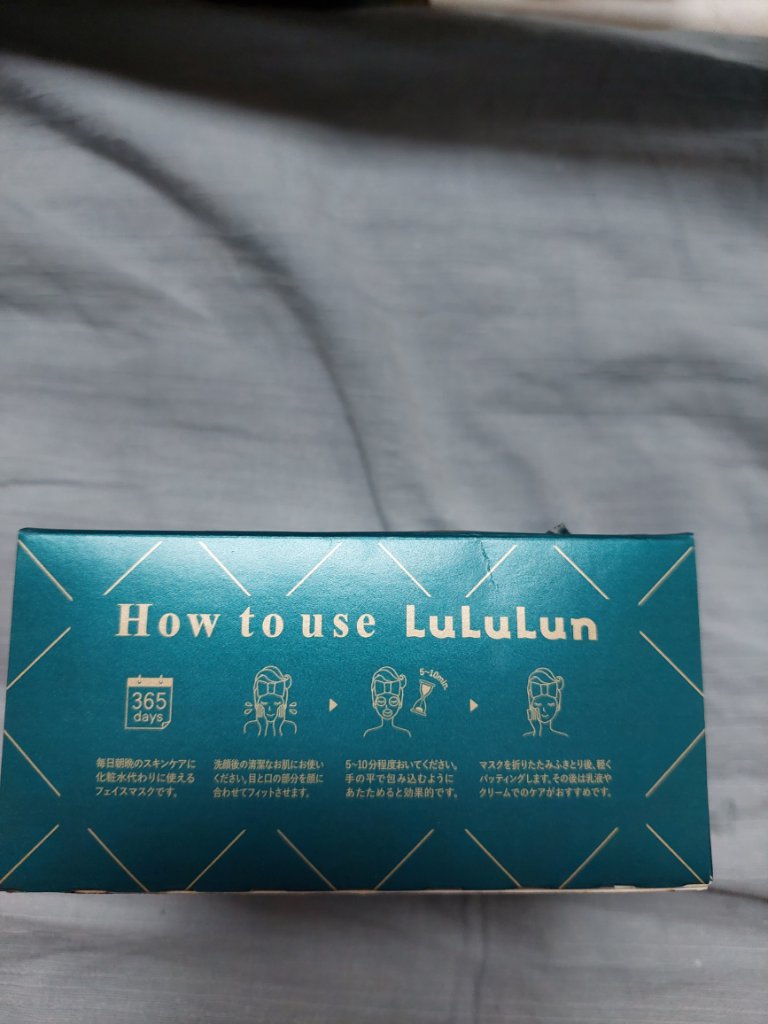 How to use LuLuLun
365
days
5~10min.
毎日朝晩のスキンケアに
化粧水代わりに使える
フェイスマスクです。
洗顔後の清潔なお肌にお使い
ください。目と口の部分を顔に
合わせてフィットさせます。
5~10分程度おいてください。
手の平で包み込むように
あたためると効果的です。
マスクを折りたたみふきとり後、軽く
パッティングします。その後は乳液や
クリームでのケアがおすすめです。